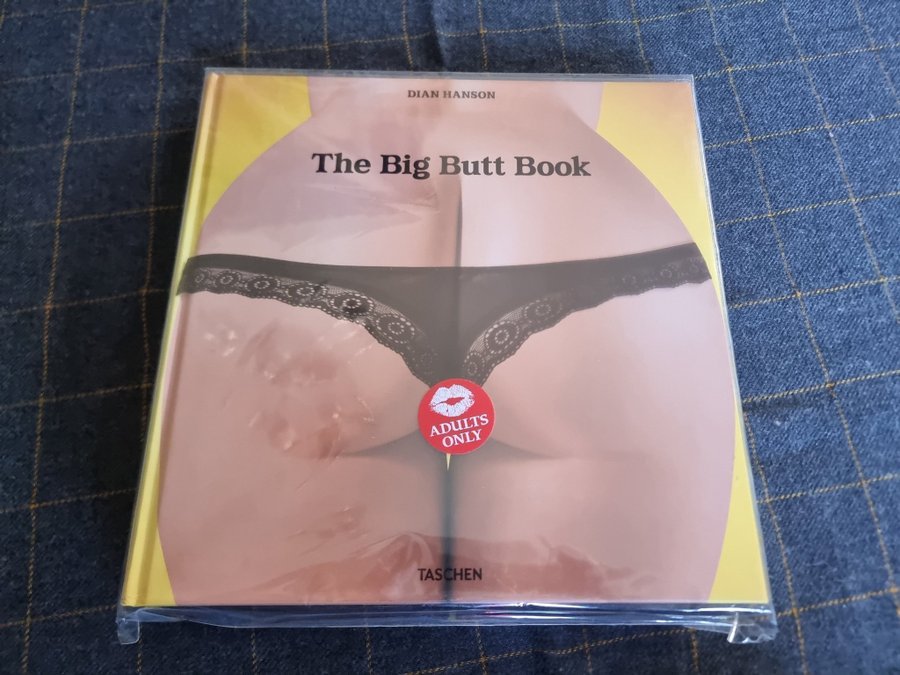 DIAN HANSON
The Big Butt Book
ADULTS
ONLY
TASCHEN